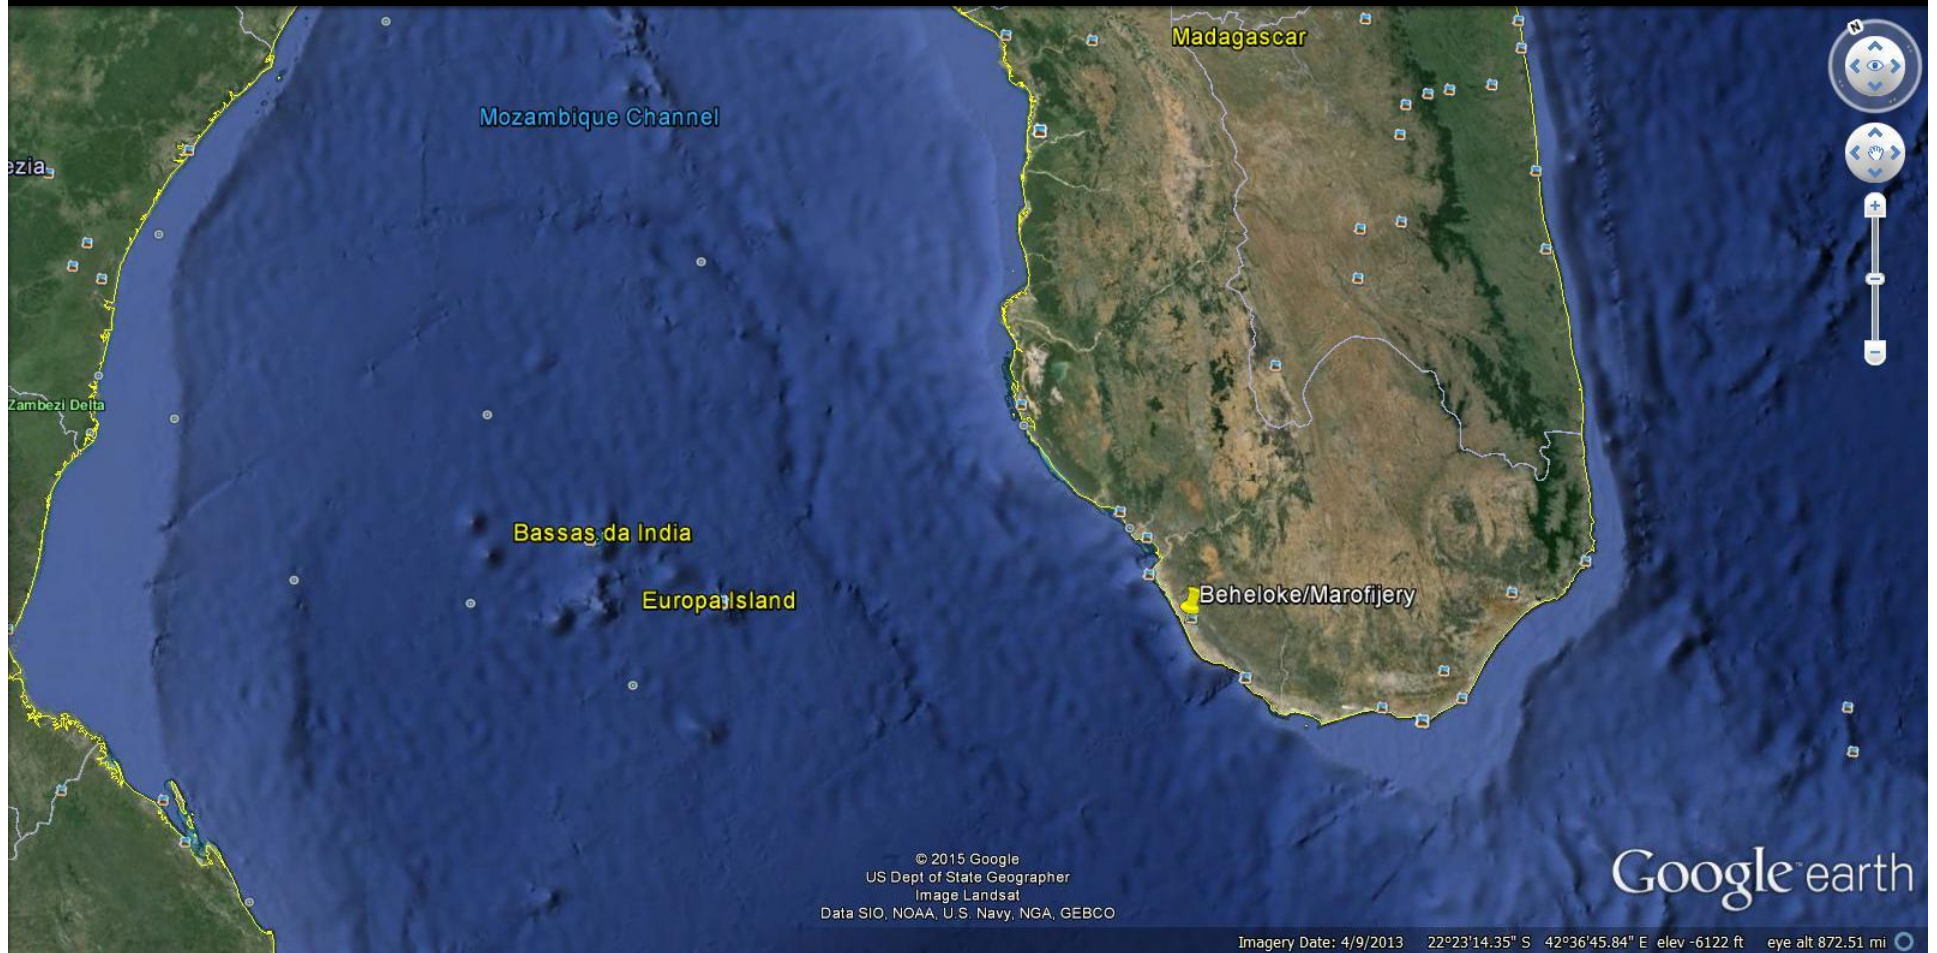 Madagascar
N
Mozambique Channel
ezia
Zambezi Delta
Bassas da India
Europa Island
Beheloke/Marofijery
© 2015 Google
US Dept of State Geographer
Image Landsat
Data SIO, NOAA, U.S. Navy, NGA, GEBCO
Google earth
Imagery Date: 4/9/2013 22°23'14.35" S 42°36'45.84" E elev -6122 ft eye alt 872.51 mi